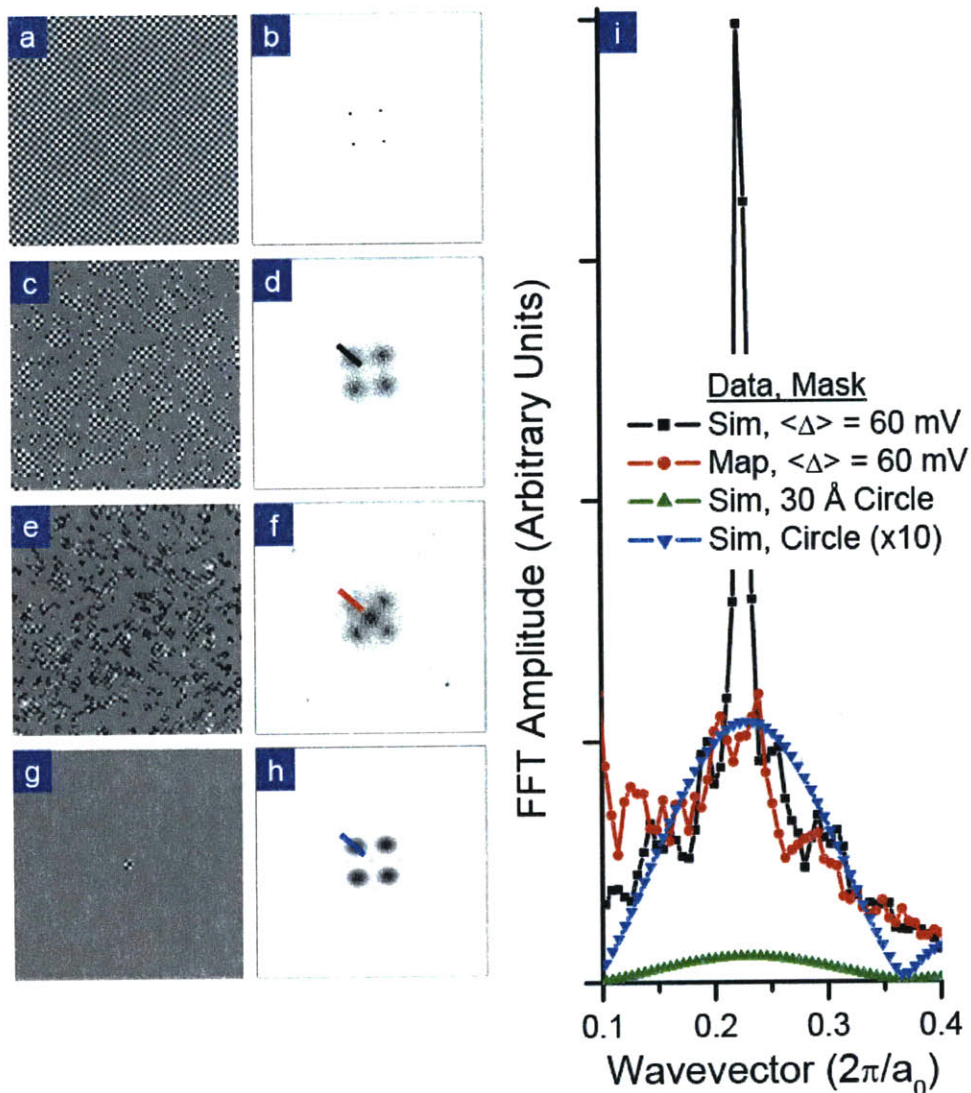 a
b
c
d
e
f
g
h
i
FFT Amplitude (Arbitrary Units)
Data, Mask
Sim, <Δ> = 60 mV
Map, <Δ> = 60 mV
Sim, 30 Å Circle
Sim, Circle (x10)
0.1 0.2 0.3 0.4
Wavevector (2π/a₀)